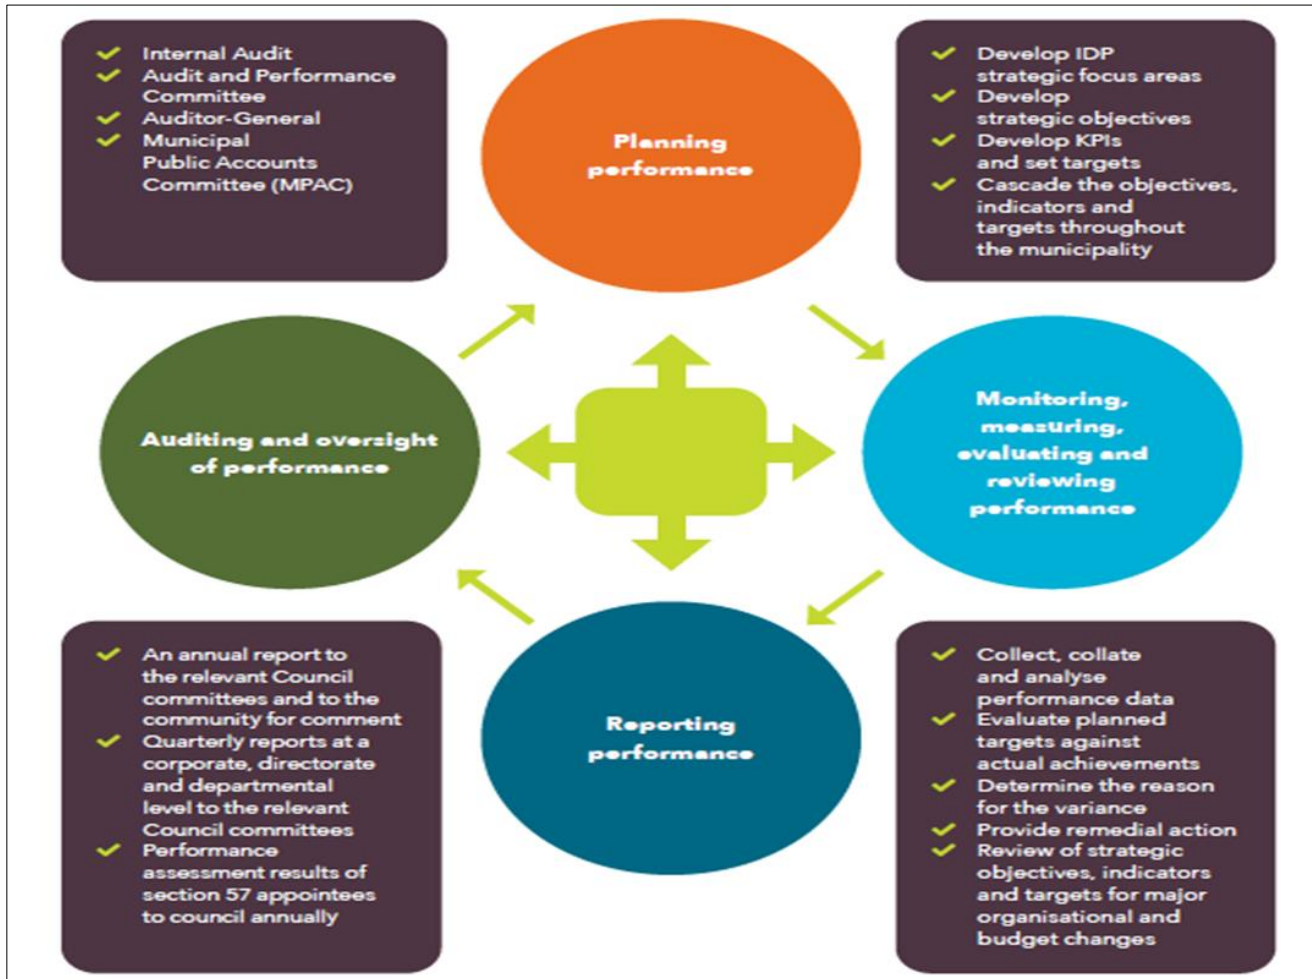 Internal Audit
Audit and Performance
Committee
Auditor-General
Municipal
Public Accounts
Committee (MPAC)
Planning
performance
Develop IDP
strategic focus areas
Develop
strategic objectives
Develop KPIs
and set targets
Cascade the objectives,
indicators and
targets throughout
the municipality
Auditing and oversight
of performance
Monitoring,
measuring,
evaluating and
reviewing
performance
An annual report to
the relevant Council
committees and to the
community for comment
Quarterly reports at a
corporate, directorate
and departmental
level to the relevant
Council committees
Performance
assessment results of
section 57 appointees
to council annually
Reporting
performance
Collect, collate
and analyse
performance data
Evaluate planned
targets against
actual achievements
Determine the reason
for the variance
Provide remedial action
Review of strategic
objectives, indicators
and targets for major
organisational and
budget changes